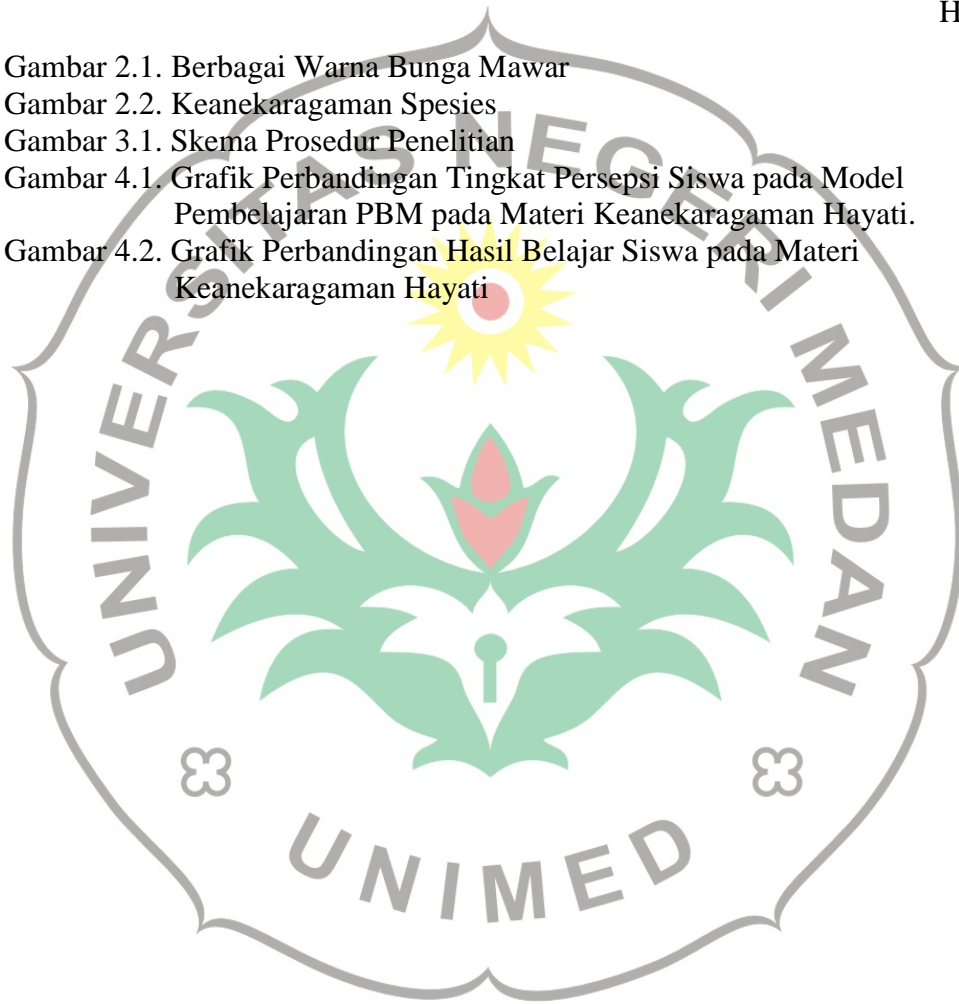 H
Gambar 2.1. Berbagai Warna Bunga Mawar
Gambar 2.2. Keanekaragaman Spesies
Gambar 3.1. Skema Prosedur Penelitian
Gambar 4.1. Grafik Perbandingan Tingkat Persepsi Siswa pada Model
Pembelajaran PBM pada Materi Keanekaragaman Hayati.
Gambar 4.2. Grafik Perbandingan Hasil Belajar Siswa pada Materi
Keanekaragaman Hayati
UNIVERSITAS NEGERI MEDAN
UNIMED